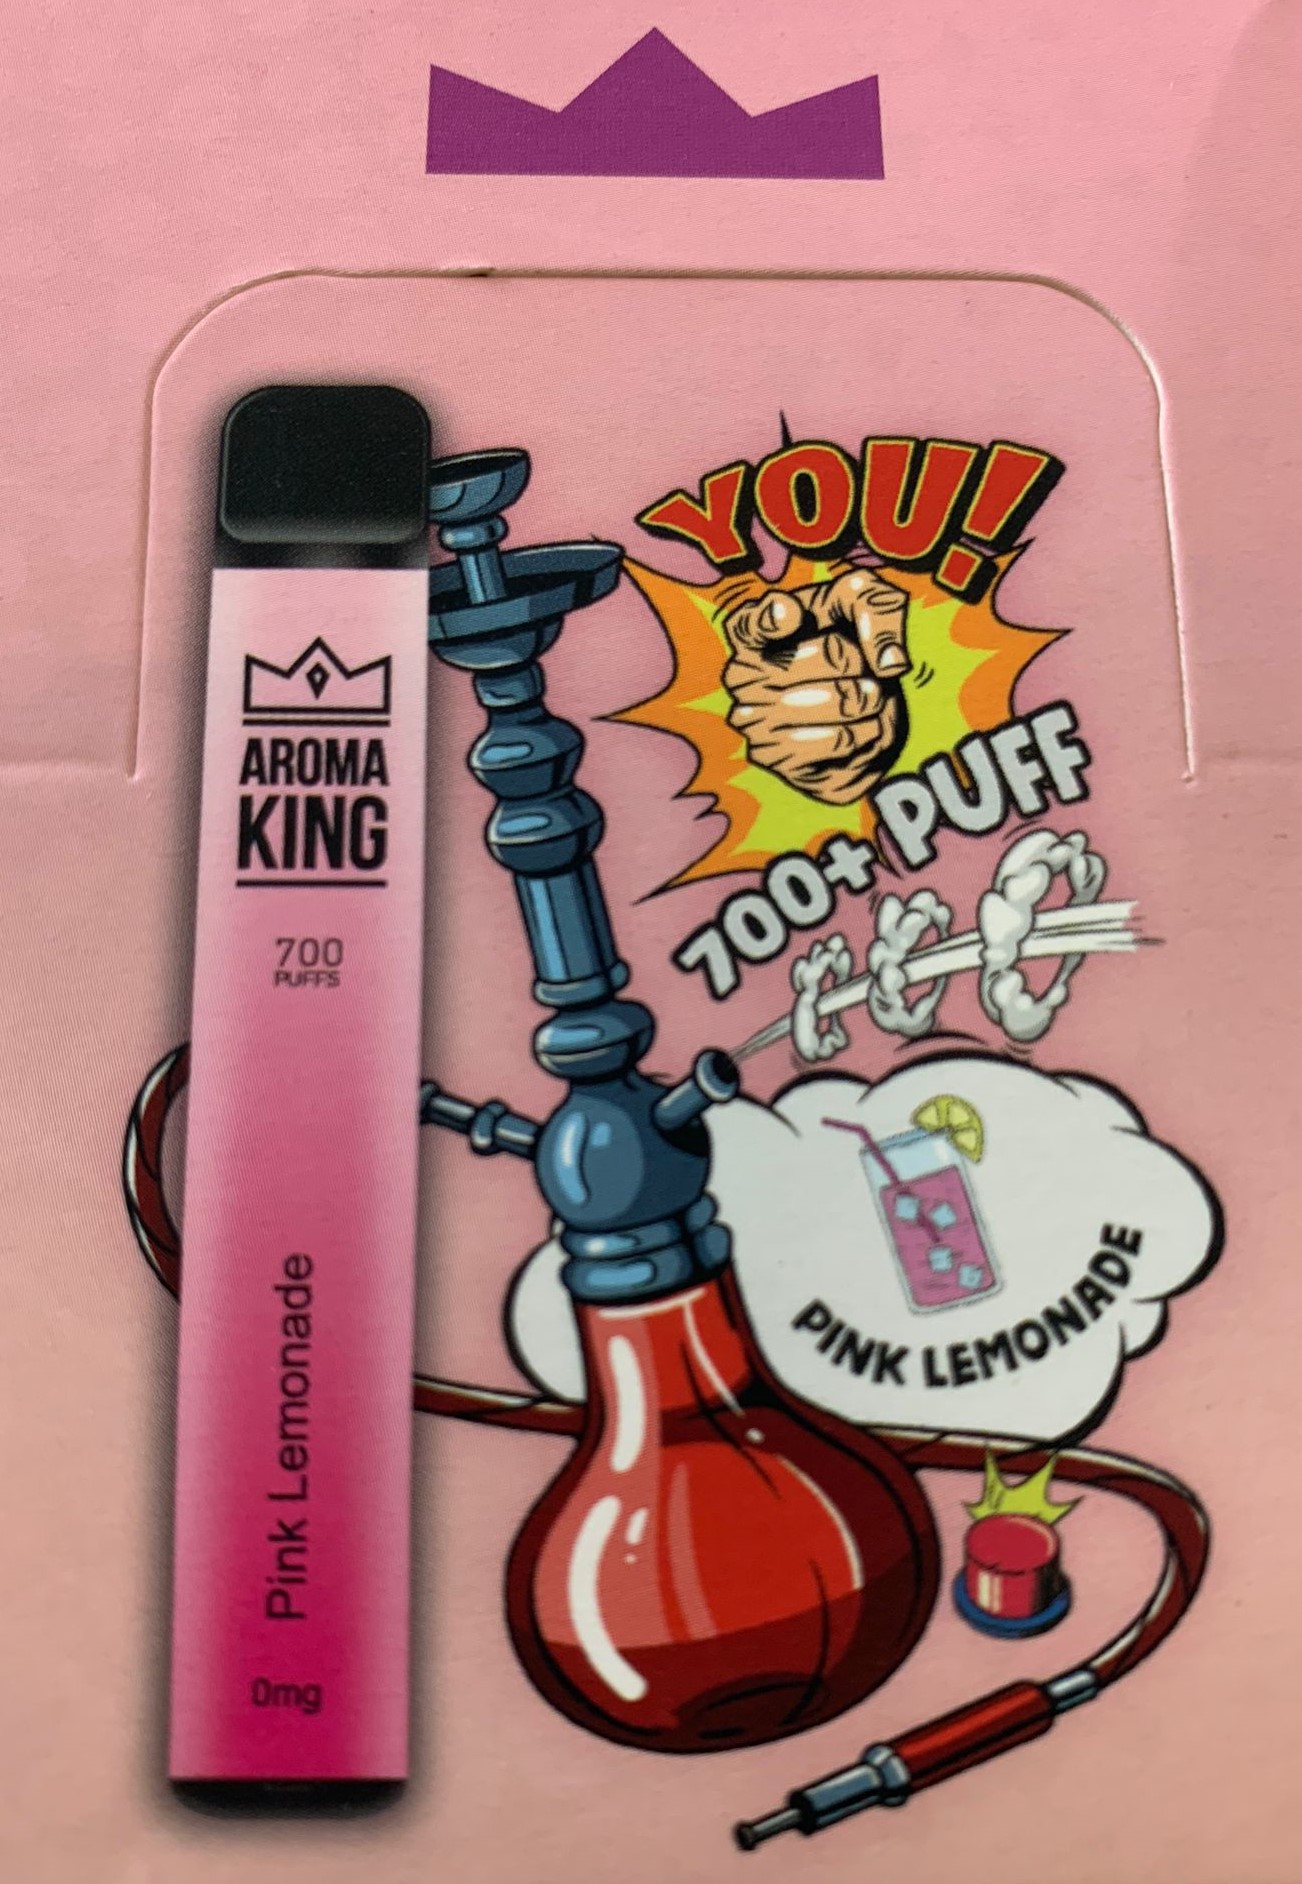 AROMA
KING
700
PUFFS
Pink Lemonade
0mg
YOU!
700+ PUFF
PINK LEMONADE